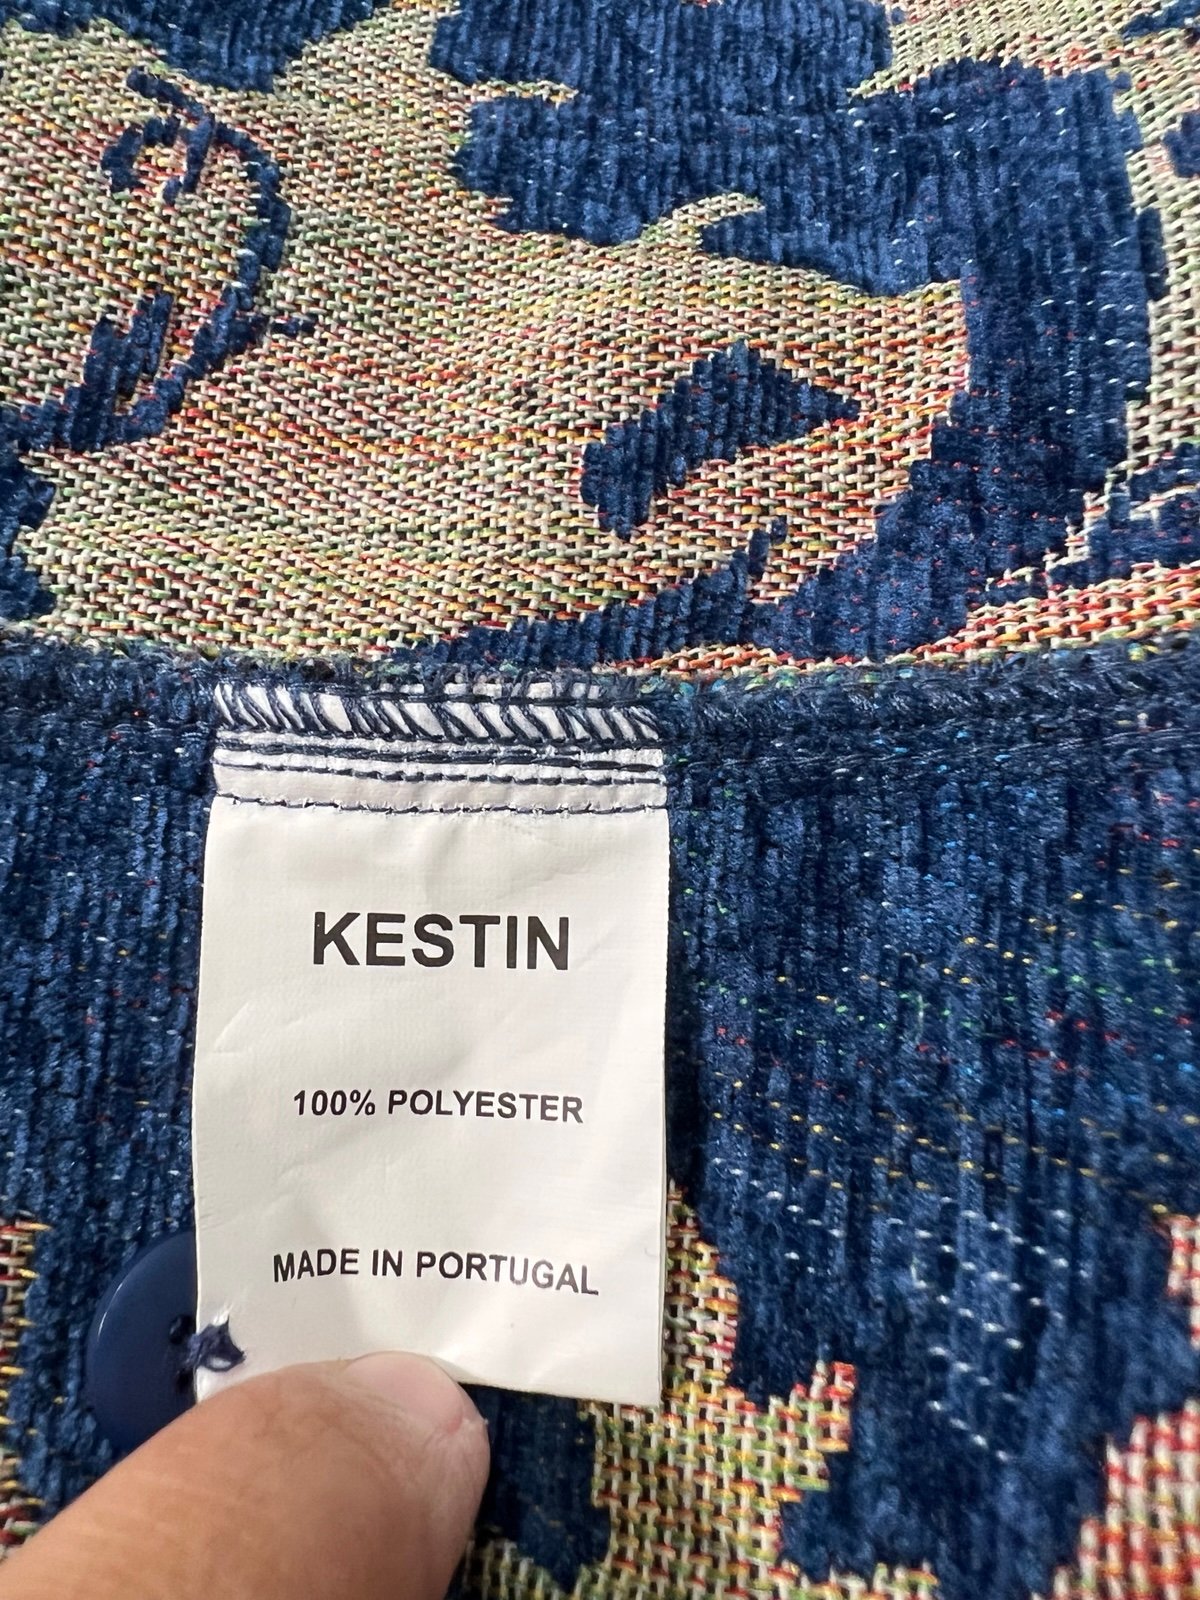 KESTIN
100% POLYESTER
MADE IN PORTUGAL